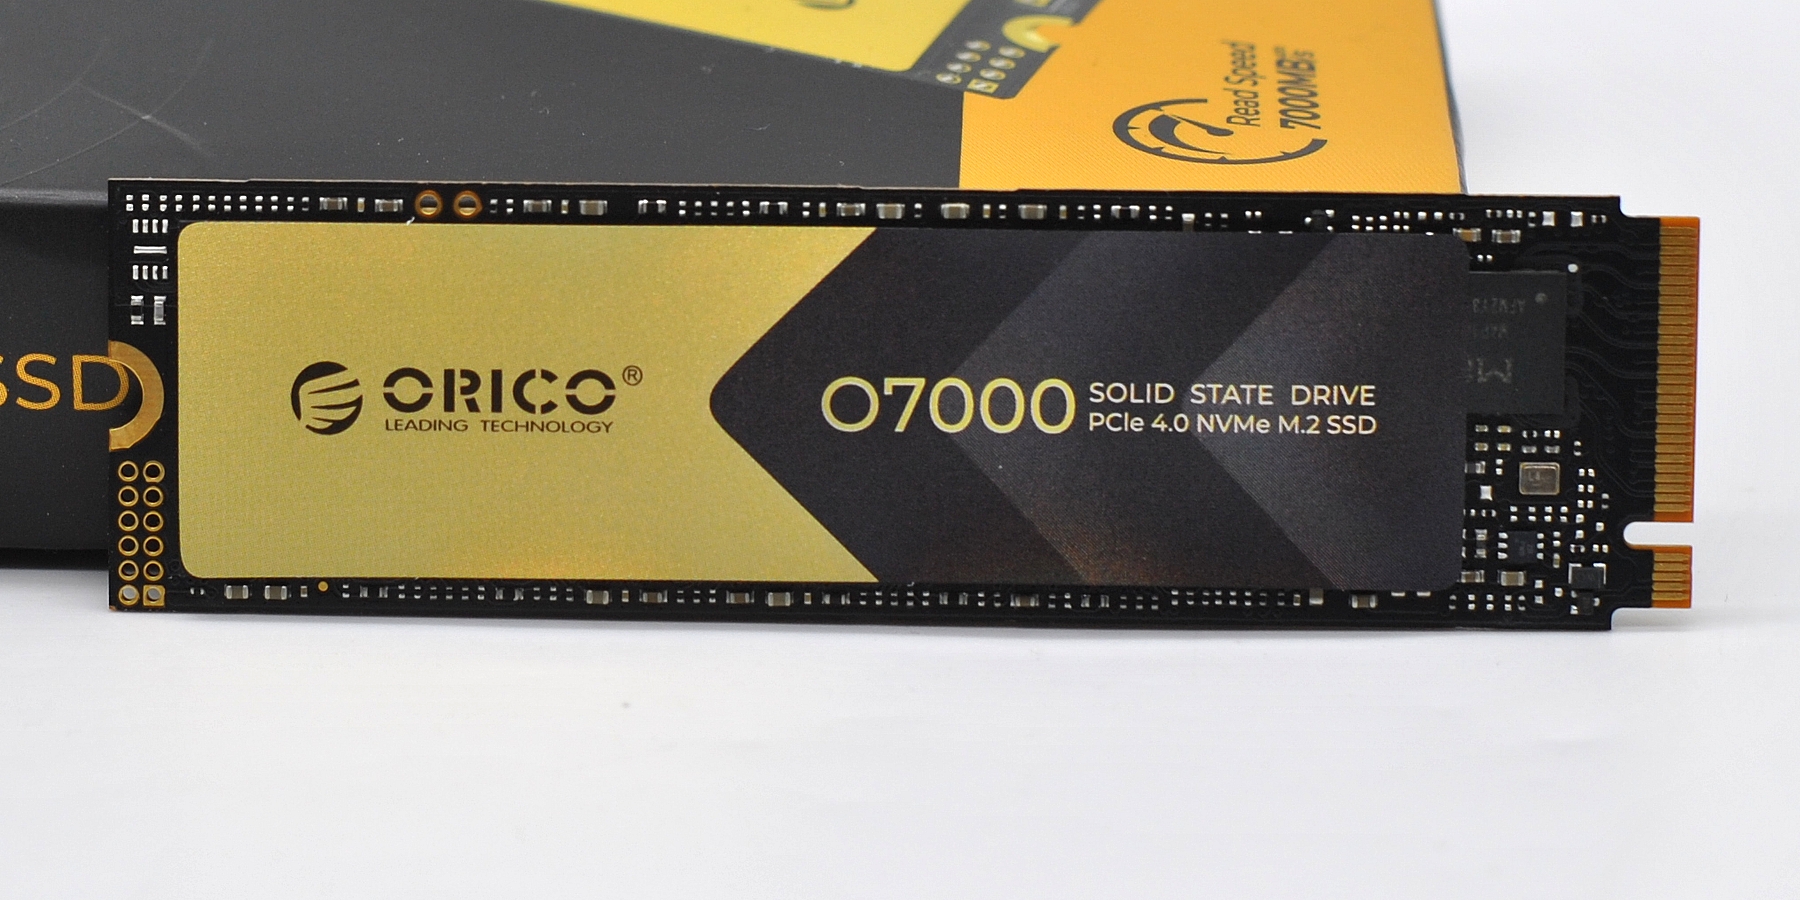 Read Speed
7000MB/s
SSD
ORICO®
LEADING TECHNOLOGY
O7000
SOLID STATE DRIVE
PCIe 4.0 NVMe M.2 SSD